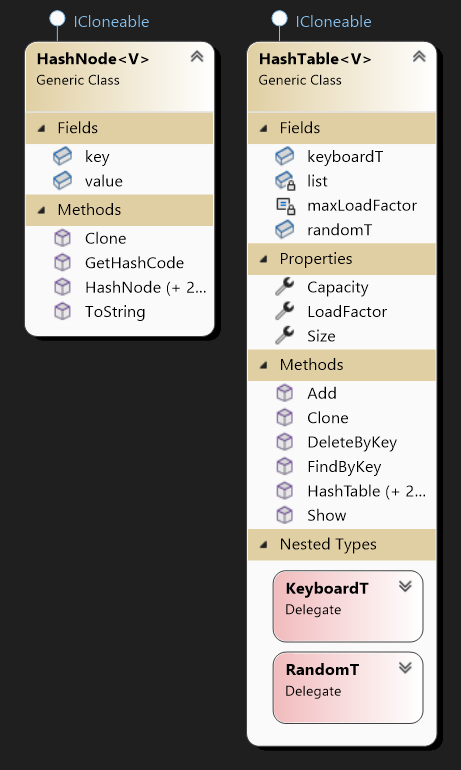 ICloneable
HashNode<V>
Generic Class
Fields
key
value
Methods
Clone
GetHashCode
HashNode (+ 2...
ToString
ICloneable
HashTable<V>
Generic Class
Fields
keyboardT
list
maxLoadFactor
randomT
Properties
Capacity
LoadFactor
Size
Methods
Add
Clone
DeleteByKey
FindByKey
HashTable (+ 2...
Show
Nested Types
KeyboardT
Delegate
RandomT
Delegate